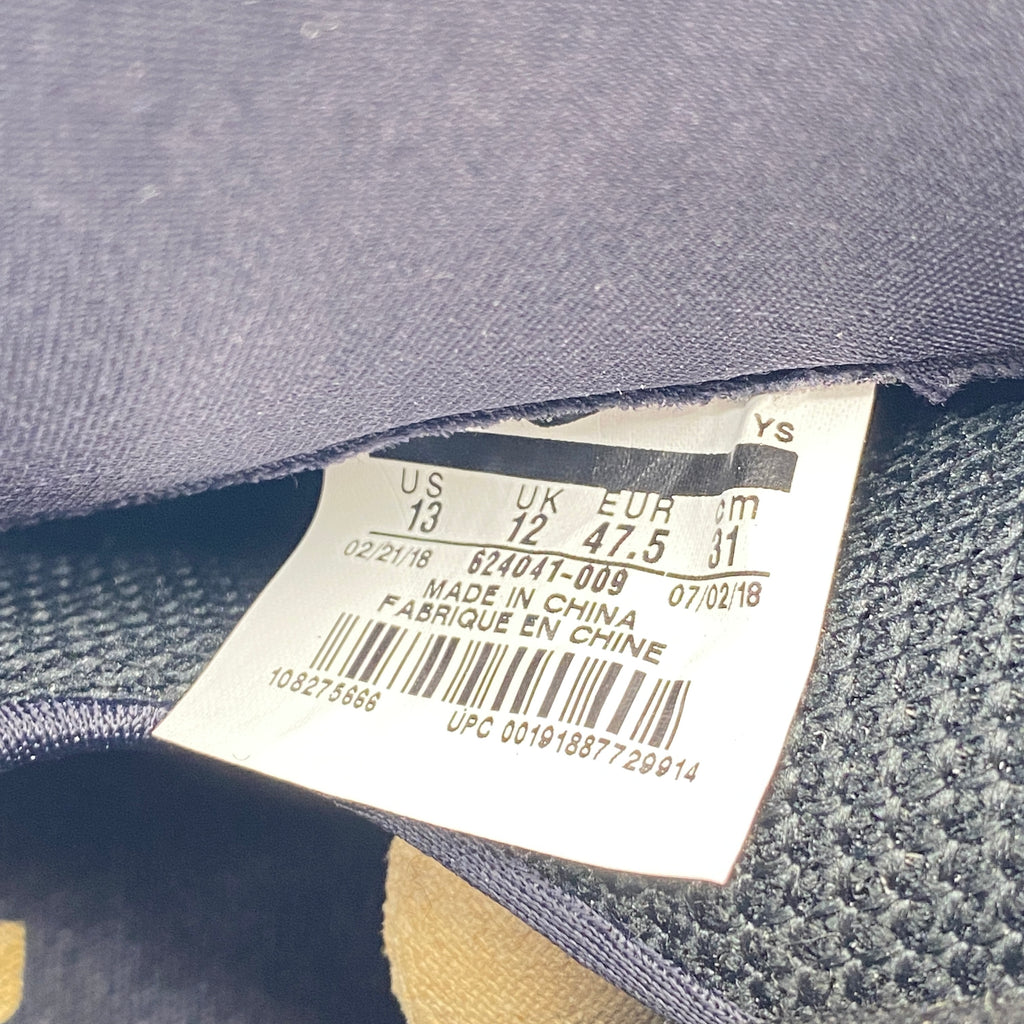 YS
US UK EUR cm
13 12 47.5 31
02/21/18 624041-009 07/02/18
MADE IN CHINA
FABRIQUE EN CHINE
108275666
UPC 00191887729914